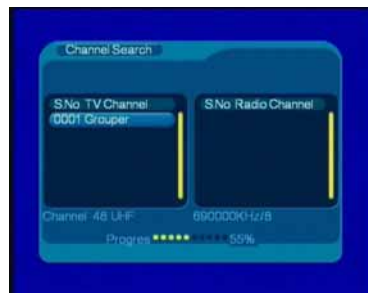 Channel Search
S.No TV Channel
S.No Radio Channel
0001 Grouper
Channel 48 UHF
690000KHz/8
Progres 55%